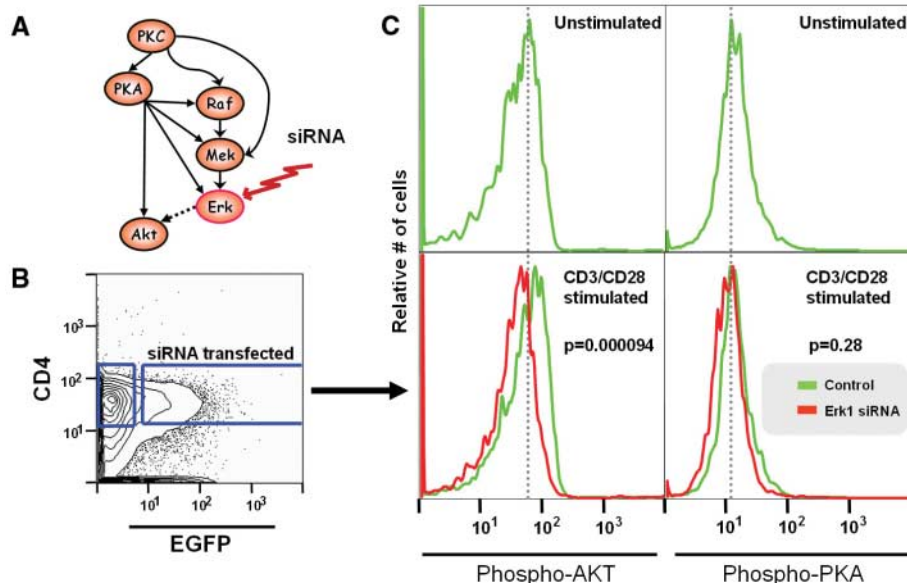 A
PKC
PKA
Raf
Mek
Erk
Akt
siRNA
B
CD4
10³
10²
10¹
siRNA transfected
10¹
10²
10³
EGFP
C
Relative # of cells
Unstimulated
Unstimulated
CD3/CD28
stimulated
p=0.000094
CD3/CD28
stimulated
p=0.28
Control
Erk1 siRNA
10¹
10²
10³
10¹
10²
10³
Phospho-AKT
Phospho-PKA